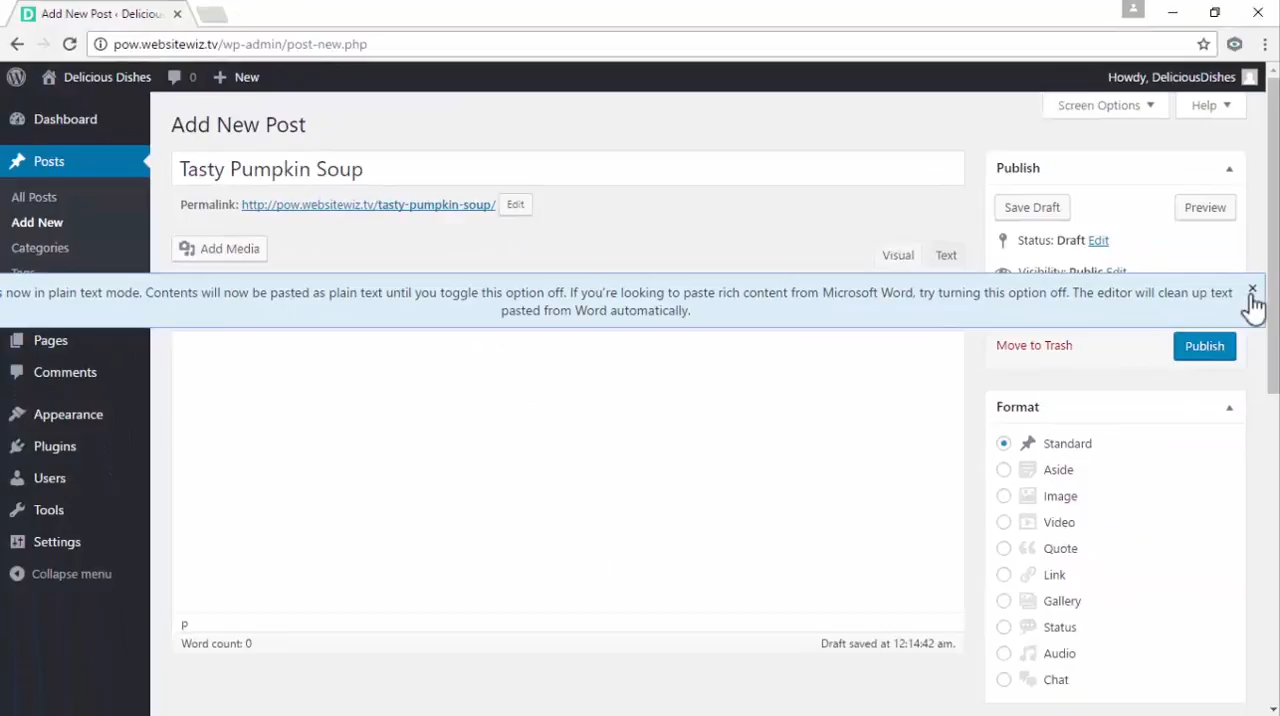 Add New Post ‹ Deliciou
pow.websitewiz.tv/wp-admin/post-new.php
Delicious Dishes 0 New Howdy, DeliciousDishes
Screen Options Help
Dashboard
Posts
All Posts
Add New
Categories
Add New Post
Tasty Pumpkin Soup
Permalink: http://pow.websitewiz.tv/tasty-pumpkin-soup/ Edit
Add Media
Visual Text
Publish
Save Draft Preview
Status: Draft Edit
Visibility: Public Edit
s now in plain text mode. Contents will now be pasted as plain text until you toggle this option off. If you're looking to paste rich content from Microsoft Word, try turning this option off. The editor will clean up text
pasted from Word automatically.
Pages
Comments
Appearance
Plugins
Users
Tools
Settings
Collapse menu
p
Word count: 0 Draft saved at 12:14:42 am.
Move to Trash Publish
Format
Standard
Aside
Image
Video
Quote
Link
Gallery
Status
Audio
Chat